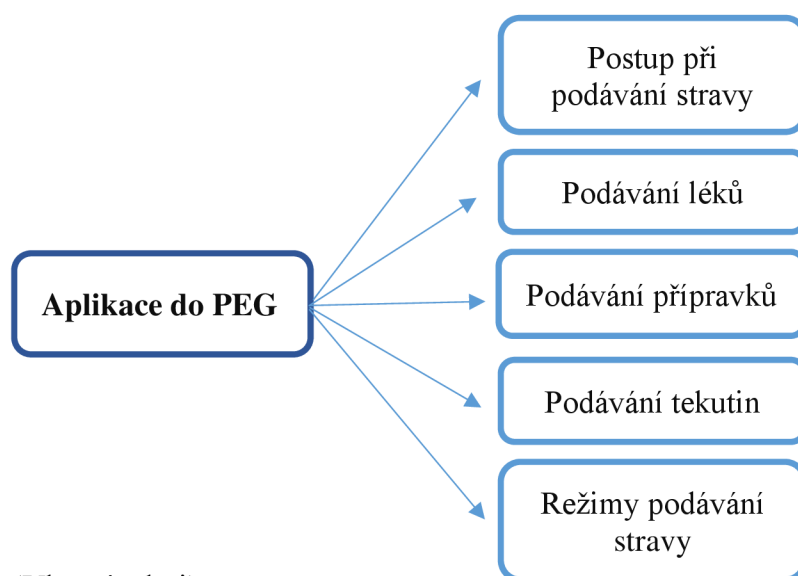 Postup při
podávání stravy
Podávání léků
Aplikace do PEG
Podávání přípravků
Podávání tekutin
Režimy podávání
stravy